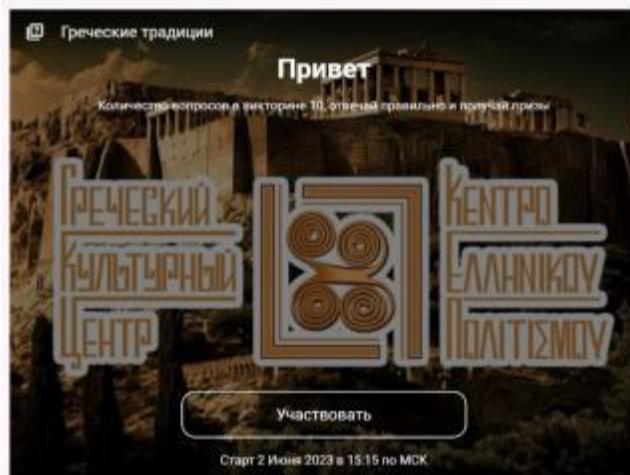 Греческие традиции
Привет
Количество вопросов в викторине 10, отвечай правильно и получай призы
ГРЕЧЕСКИЙ
КУЛЬТУРНЫЙ
ЦЕНТР
ΚΕΝΤΡΟ
ΕΛΛΗΝΙΚΟΥ
ΠΟΛΙΤΙΣΜΟΥ
Участвовать
Старт 2 Июня 2023 в 15:15 по МСК